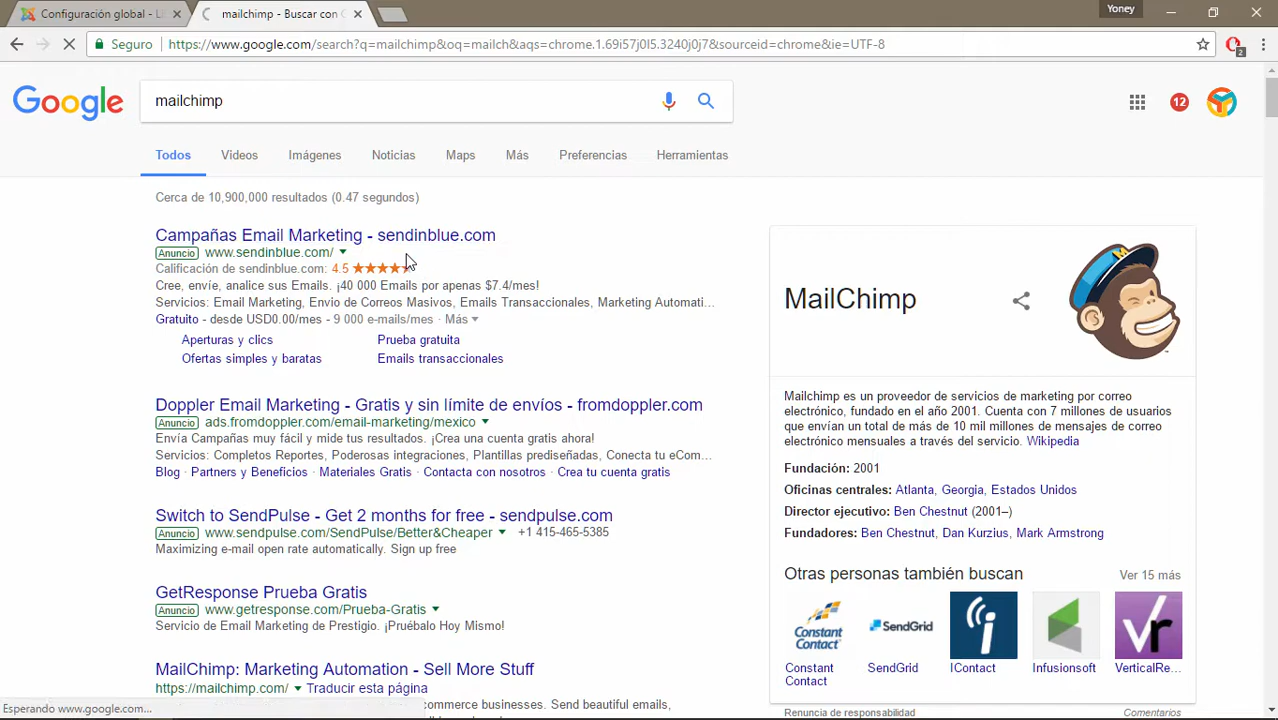 Configuración global - Li
mailchimp - Buscar con G
Yoney
Seguro
https://www.google.com/search?q=mailchimp&oq=mailch&aqs=chrome.1.69i57j0l5.3240j0j7&sourceid=chrome&ie=UTF-8
2
Google
mailchimp
12
Todos
Videos
Imágenes
Noticias
Maps
Más
Preferencias
Herramientas
Cerca de 10,900,000 resultados (0.47 segundos)
Campañas Email Marketing - sendinblue.com
Anuncio www.sendinblue.com/
Calificación de sendinblue.com: 4.5
Cree, envíe, analice sus Emails. ¡40 000 Emails por apenas $7.4/mes!
Servicios: Email Marketing, Envio de Correos Masivos, Emails Transaccionales, Marketing Automati...
Gratuito - desde USD0.00/mes - 9 000 e-mails/mes · Más
Aperturas y clics
Prueba gratuita
Ofertas simples y baratas
Emails transaccionales
Doppler Email Marketing - Gratis y sin límite de envíos - fromdoppler.com
Anuncio ads.fromdoppler.com/email-marketing/mexico
Envía Campañas muy fácil y mide tus resultados. ¡Crea una cuenta gratis ahora!
Servicios: Completos Reportes, Poderosas integraciones, Plantillas prediseñadas, Conecta tu eCom...
Blog · Partners y Beneficios · Materiales Gratis · Contacta con nosotros · Crea tu cuenta gratis
Switch to SendPulse - Get 2 months for free - sendpulse.com
Anuncio www.sendpulse.com/SendPulse/Better&Cheaper +1 415-465-5385
Maximizing e-mail open rate automatically. Sign up free
GetResponse Prueba Gratis
Anuncio www.getresponse.com/Prueba-Gratis
Servicio de Email Marketing de Prestigio. ¡Pruébalo Hoy Mismo!
MailChimp: Marketing Automation - Sell More Stuff
https://mailchimp.com/ Traducir esta página
commerce businesses. Send beautiful emails,
Esperando www.google.com...
MailChimp
Mailchimp es un proveedor de servicios de marketing por correo
electrónico, fundado en el año 2001. Cuenta con 7 millones de usuarios
que envían un total de más de 10 mil millones de mensajes de correo
electrónico mensuales a través del servicio. Wikipedia
Fundación: 2001
Oficinas centrales: Atlanta, Georgia, Estados Unidos
Director ejecutivo: Ben Chestnut (2001–)
Fundadores: Ben Chestnut, Dan Kurzius, Mark Armstrong
Otras personas también buscan
Ver 15 más
Constant
Contact
SendGrid
Vr
Constant
Contact
SendGrid
IContact
Infusionsoft
VerticalRe...
Renuncia de responsabilidad
Comentarios